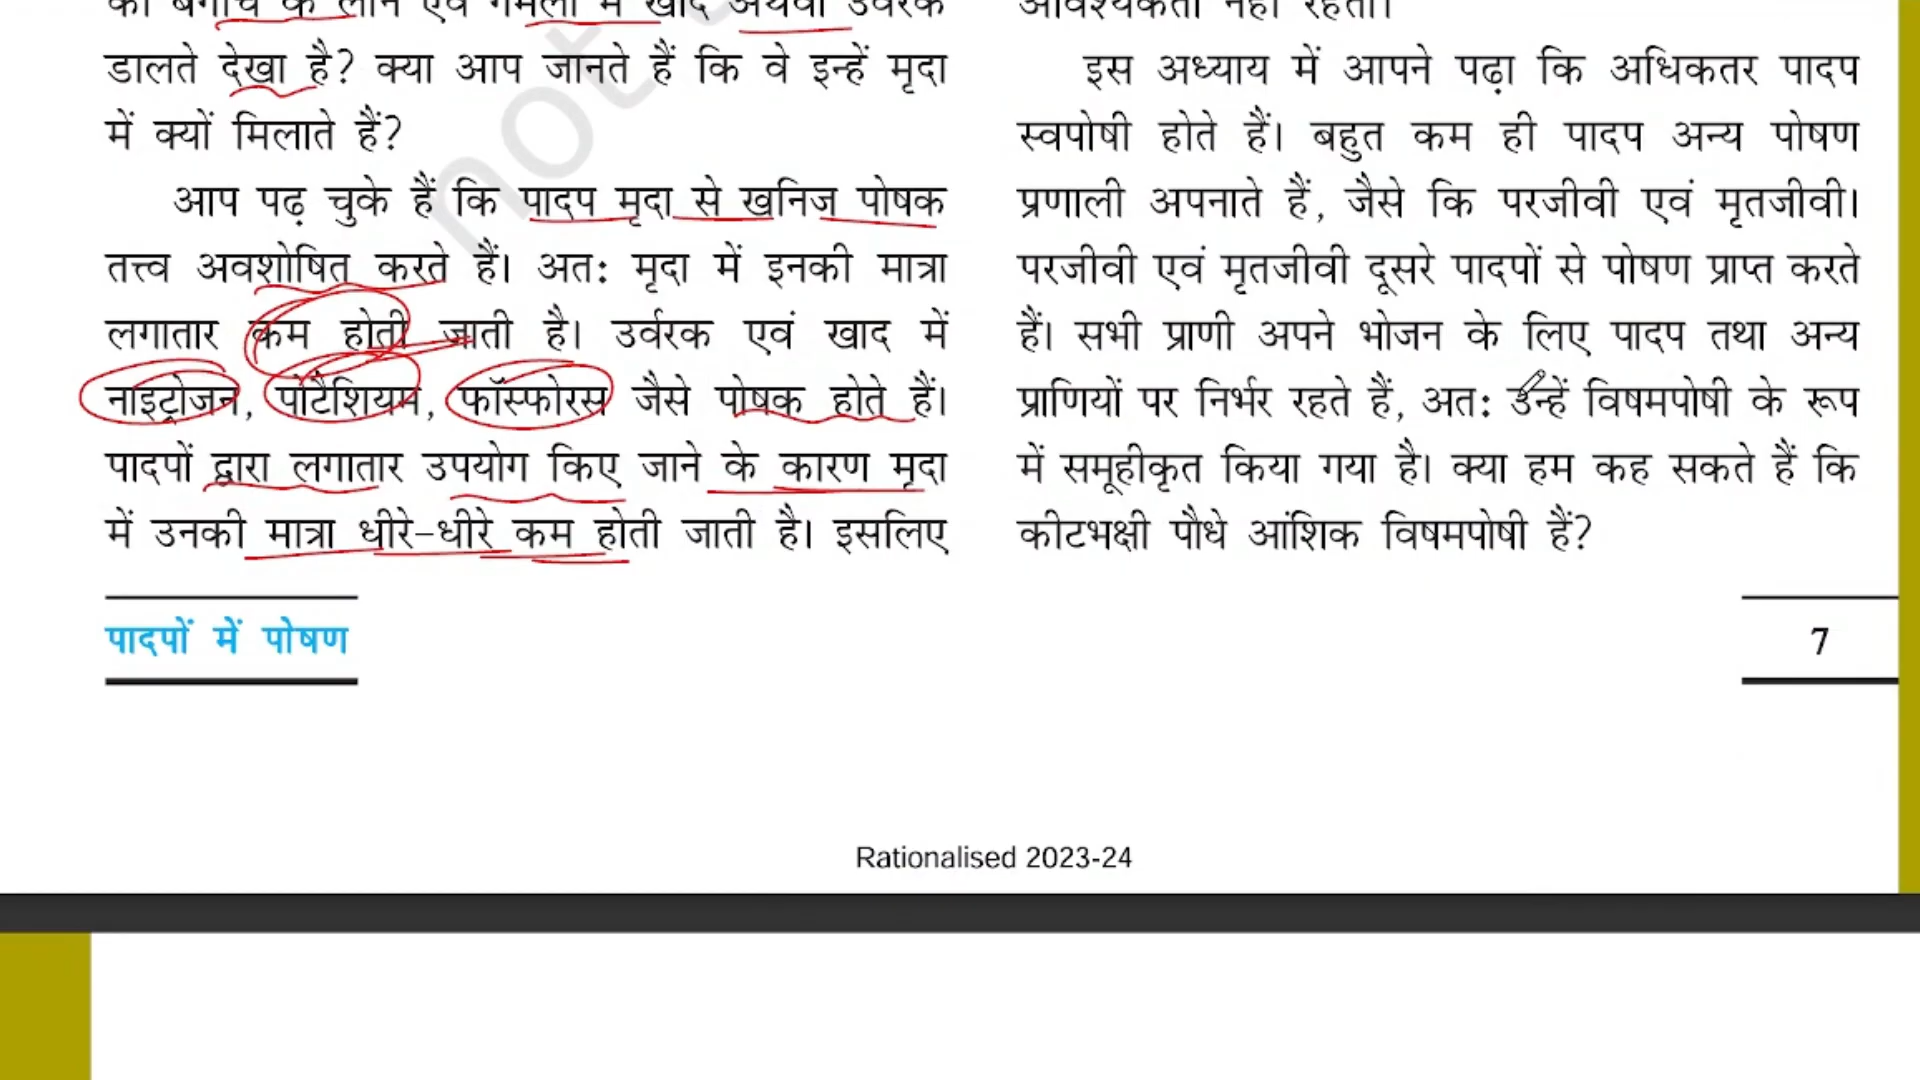 को बगीचे के लॉन एवं गमलों में खाद अथवा उर्वरक
डालते देखा है? क्या आप जानते हैं कि वे इन्हें मृदा
में क्यों मिलाते हैं?
आप पढ़ चुके हैं कि पादप मृदा से खनिज पोषक
तत्त्व अवशोषित करते हैं। अतः मृदा में इनकी मात्रा
लगातार कम होती जाती है। उर्वरक एवं खाद में
नाइट्रोजन, पोटैशियम, फॉस्फोरस जैसे पोषक होते हैं।
पादपों द्वारा लगातार उपयोग किए जाने के कारण मृदा
में उनकी मात्रा धीरे-धीरे कम होती जाती है। इसलिए
आवश्यकता नहीं रहती।
इस अध्याय में आपने पढ़ा कि अधिकतर पादप
स्वपोषी होते हैं। बहुत कम ही पादप अन्य पोषण
प्रणाली अपनाते हैं, जैसे कि परजीवी एवं मृतजीवी।
परजीवी एवं मृतजीवी दूसरे पादपों से पोषण प्राप्त करते
हैं। सभी प्राणी अपने भोजन के लिए पादप तथा अन्य
प्राणियों पर निर्भर रहते हैं, अतः उन्हें विषमपोषी के रूप
में समूहीकृत किया गया है। क्या हम कह सकते हैं कि
कीटभक्षी पौधे आंशिक विषमपोषी हैं?
पादपों में पोषण
7
Rationalised 2023-24
not